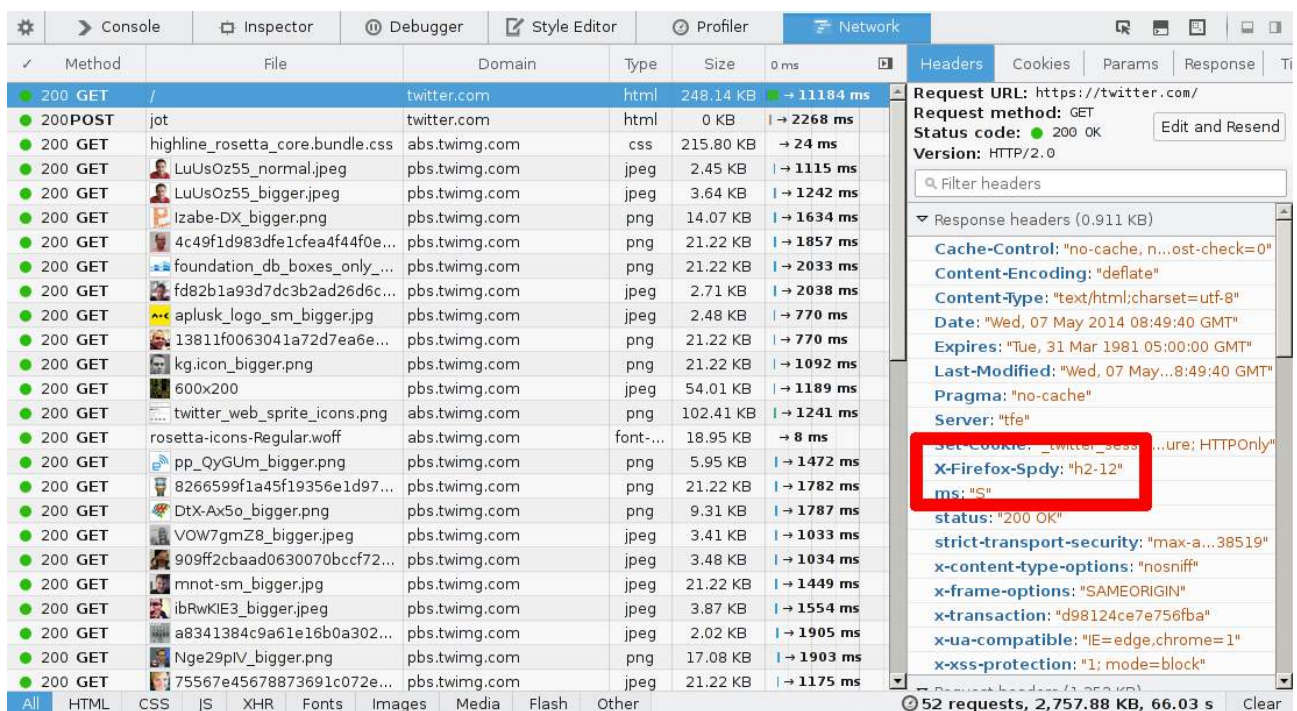 Console Inspector Debugger Style Editor Profiler Network
✓ Method File Domain Type Size 0 ms Headers Cookies Params Response Ti
200 GET / twitter.com html 248.14 KB → 11184 ms
200 POST jot twitter.com html 0 KB → 2268 ms
200 GET highline_rosetta_core.bundle.css abs.twimg.com css 215.80 KB → 24 ms
200 GET LuUsOz55_normal.jpeg pbs.twimg.com jpeg 2.45 KB → 1115 ms
200 GET LuUsOz55_bigger.jpeg pbs.twimg.com jpeg 3.64 KB → 1242 ms
200 GET Izabe-DX_bigger.png pbs.twimg.com png 14.07 KB → 1634 ms
200 GET 4c49f1d983dfe1cfea4f44f0e... pbs.twimg.com png 21.22 KB → 1857 ms
200 GET foundation_db_boxes_only_... pbs.twimg.com png 21.22 KB → 2033 ms
200 GET fd82b1a93d7dc3b2ad26d6c... pbs.twimg.com jpeg 2.71 KB → 2038 ms
200 GET aplusk_logo_sm_bigger.jpg pbs.twimg.com jpeg 2.48 KB → 770 ms
200 GET 13811f0063041a72d7ea6e... pbs.twimg.com png 21.22 KB → 770 ms
200 GET kg.icon_bigger.png pbs.twimg.com png 21.22 KB → 1092 ms
200 GET 600x200 pbs.twimg.com jpeg 54.01 KB → 1189 ms
200 GET twitter_web_sprite_icons.png abs.twimg.com png 102.41 KB → 1241 ms
200 GET rosetta-icons-Regular.woff abs.twimg.com font-... 18.95 KB → 8 ms
200 GET pp_QyGUm_bigger.png pbs.twimg.com png 5.95 KB → 1472 ms
200 GET 8266599f1a45f19356e1d97... pbs.twimg.com png 21.22 KB → 1782 ms
200 GET DtX-Ax5o_bigger.png pbs.twimg.com png 9.31 KB → 1787 ms
200 GET VOW7gmZ8_bigger.jpeg pbs.twimg.com jpeg 3.41 KB → 1033 ms
200 GET 909ff2cbaad0630070bccf72... pbs.twimg.com jpeg 3.48 KB → 1034 ms
200 GET mnot-sm_bigger.jpg pbs.twimg.com jpeg 21.22 KB → 1449 ms
200 GET ibRwKIE3_bigger.jpeg pbs.twimg.com jpeg 3.87 KB → 1554 ms
200 GET a8341384c9a61e16b0a302... pbs.twimg.com jpeg 2.02 KB → 1905 ms
200 GET Nge29pIV_bigger.png pbs.twimg.com png 17.08 KB → 1903 ms
200 GET 75567e45678873691c072e... pbs.twimg.com jpeg 21.22 KB → 1175 ms
Request URL: https://twitter.com/
Request method: GET
Status code: 200 OK
Edit and Resend
Version: HTTP/2.0
Filter headers
Response headers (0.911 KB)
Cache-Control: "no-cache, n...ost-check=0"
Content-Encoding: "deflate"
Content-Type: "text/html;charset=utf-8"
Date: "Wed, 07 May 2014 08:49:40 GMT"
Expires: "Tue, 31 Mar 1981 05:00:00 GMT"
Last-Modified: "Wed, 07 May...8:49:40 GMT"
Pragma: "no-cache"
Server: "tfe"
Set-Cookie: "_twitter_sess...ure; HTTPOnly"
X-Firefox-Spdy: "h2-12"
ms: "S"
status: "200 OK"
strict-transport-security: "max-a...38519"
x-content-type-options: "nosniff"
x-frame-options: "SAMEORIGIN"
x-transaction: "d98124ce7e756fba"
x-ua-compatible: "IE=edge,chrome=1"
x-xss-protection: "1; mode=block"
All HTML CSS JS XHR Fonts Images Media Flash Other 52 requests, 2,757.88 KB, 66.03 s Clear